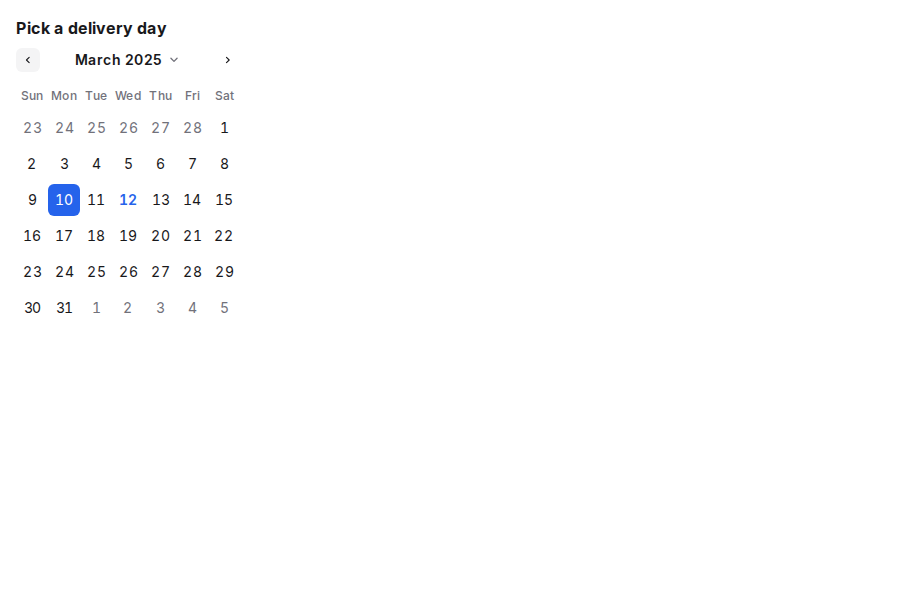 Pick a delivery day
March 2025
Sun Mon Tue Wed Thu Fri Sat
23 24 25 26 27 28 1
2 3 4 5 6 7 8
9 10 11 12 13 14 15
16 17 18 19 20 21 22
23 24 25 26 27 28 29
30 31 1 2 3 4 5